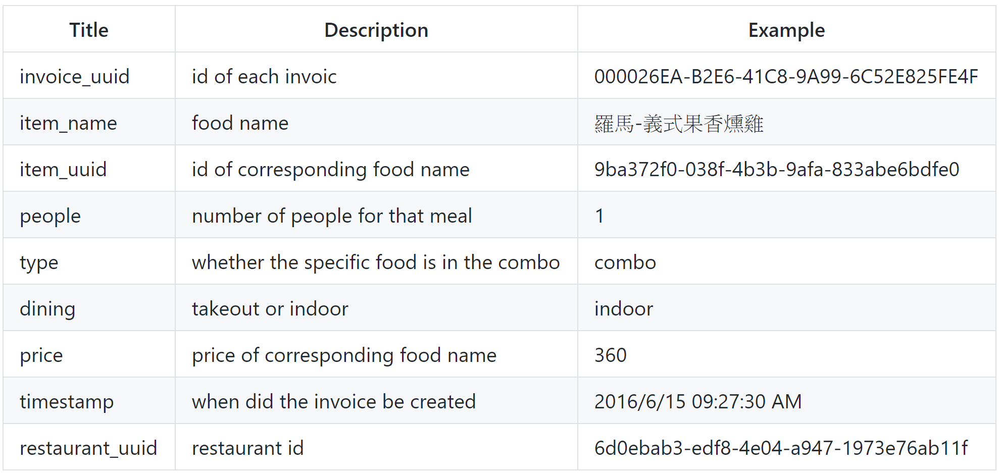 Title Description Example
invoice_uuid id of each invoic 000026EA-B2E6-41C8-9A99-6C52E825FE4F
item_name food name 羅馬-義式果香燻雞
item_uuid id of corresponding food name 9ba372f0-038f-4b3b-9afa-833abe6bdfe0
people number of people for that meal 1
type whether the specific food is in the combo combo
dining takeout or indoor indoor
price price of corresponding food name 360
timestamp when did the invoice be created 2016/6/15 09:27:30 AM
restaurant_uuid restaurant id 6d0ebab3-edf8-4e04-a947-1973e76ab11f